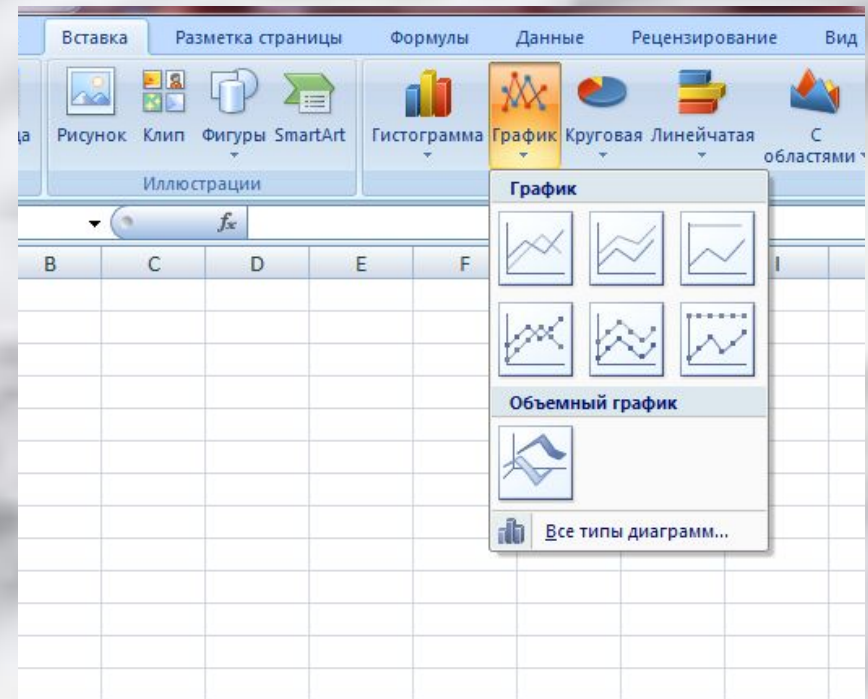 Вставка Разметка страницы Формулы Данные Рецензирование Вид
Рисунок Клип Фигуры SmartArt Гистограмма График Круговая Линейчатая С областями
Иллюстрации
График
fx
B C D E F I
Объемный график
Все типы диаграмм...